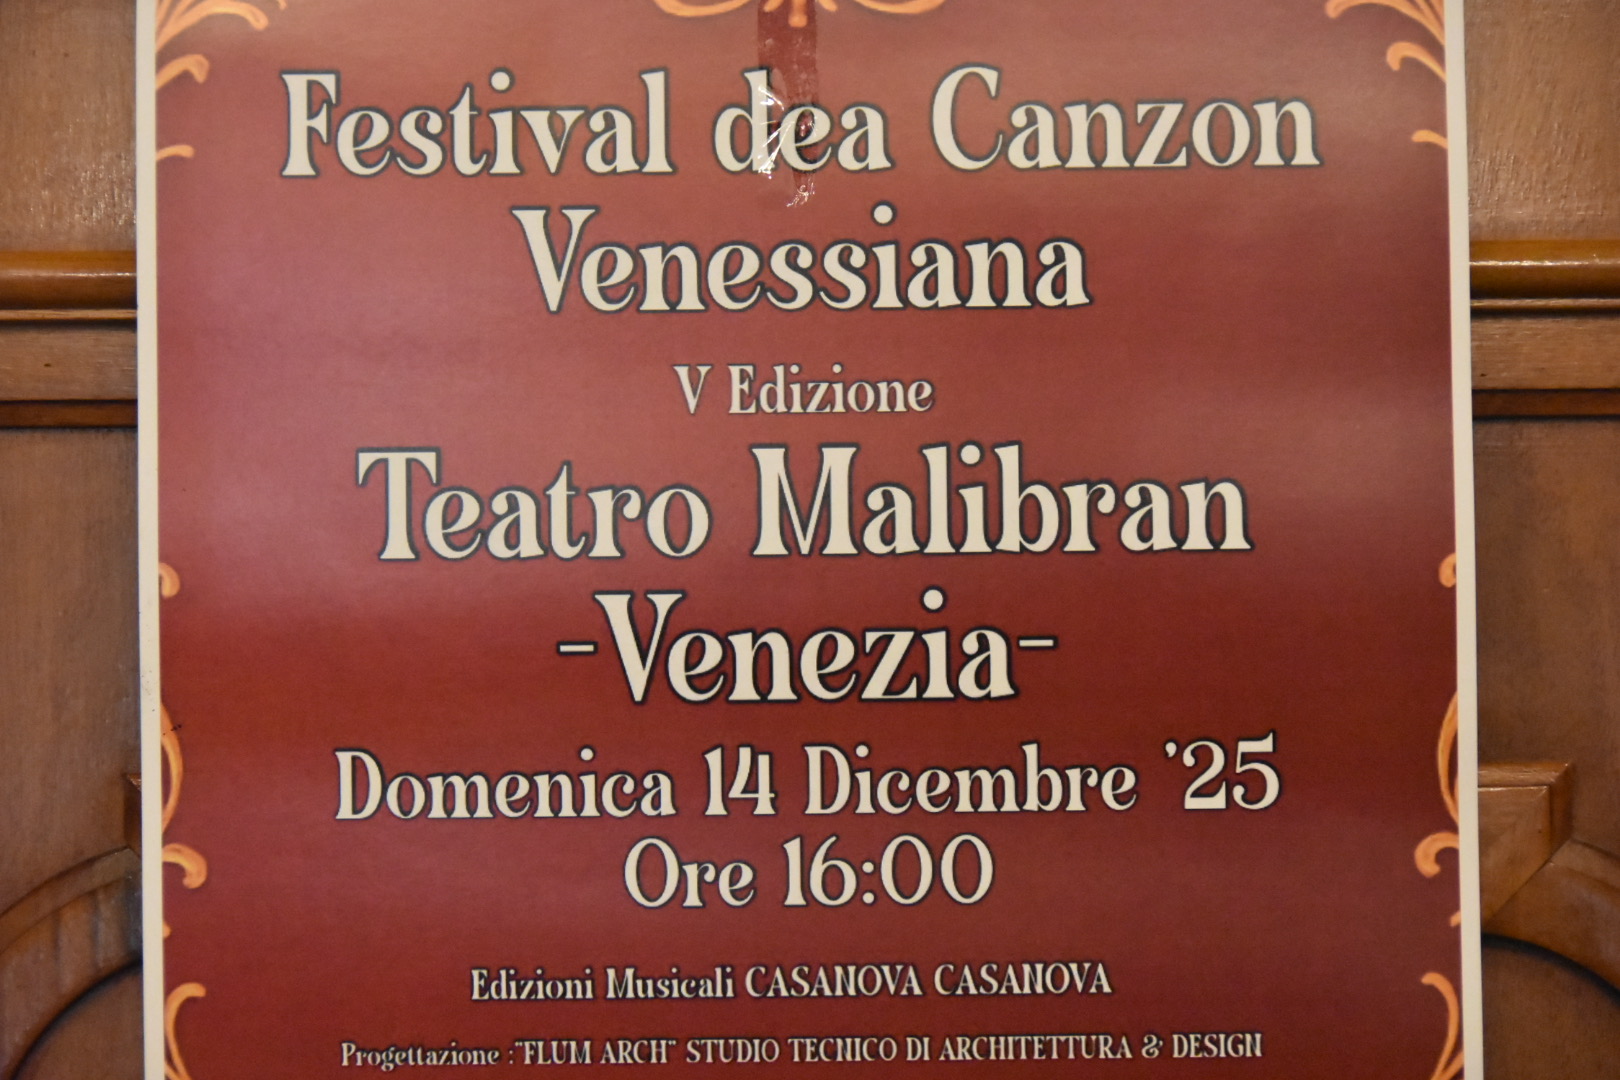 Festival dea Canzon
Venessiana
V Edizione
Teatro Malibran
-Venezia-
Domenica 14 Dicembre '25
Ore 16:00
Edizioni Musicali CASANOVA CASANOVA
Progettazione :"FLUM ARCH" STUDIO TECNICO DI ARCHITETTURA & DESIGN